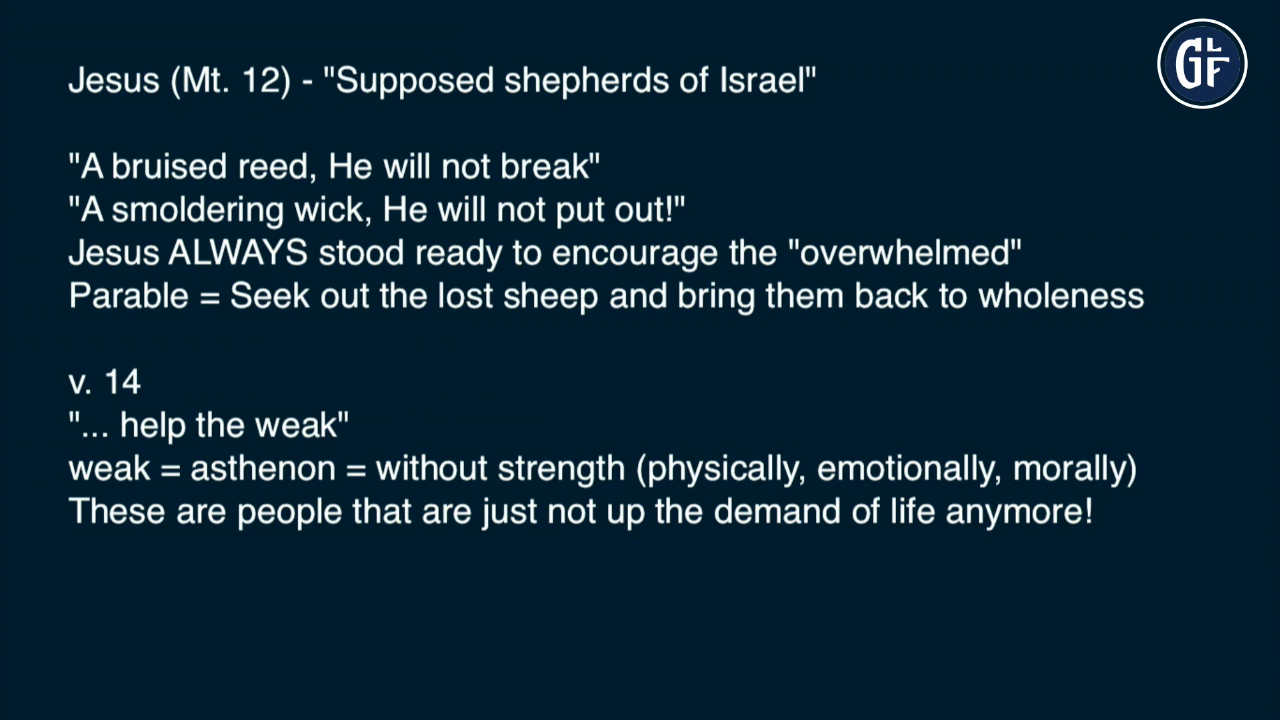 Jesus (Mt. 12) - "Supposed shepherds of Israel"
GLF
"A bruised reed, He will not break"
"A smoldering wick, He will not put out!"
Jesus ALWAYS stood ready to encourage the "overwhelmed"
Parable = Seek out the lost sheep and bring them back to wholeness
v. 14
"... help the weak"
weak = asthenon = without strength (physically, emotionally, morally)
These are people that are just not up the demand of life anymore!